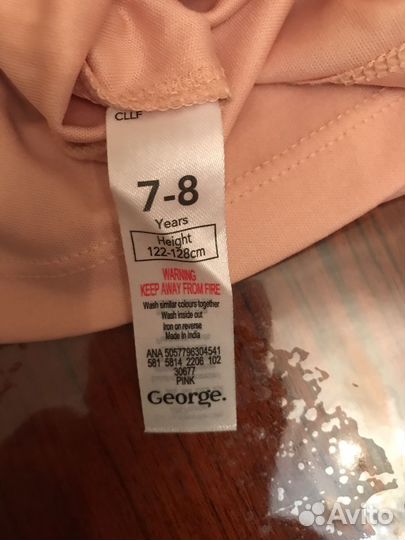 CLLF
7-8
Years
Height
122-128cm
WARNING
KEEP AWAY FROM FIRE
Wash similar colours together
Wash inside out
Iron on reverse
Made in India
ANA 5057796304541
581 5814 2206 102
30677
PINK
George.
Avito